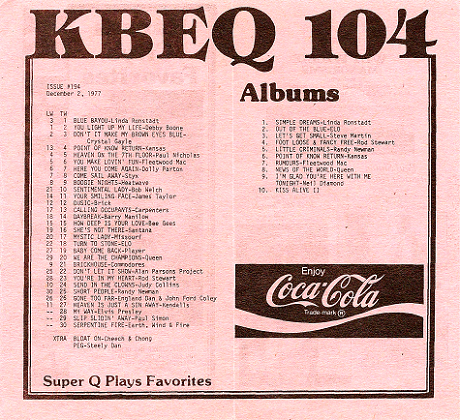 KBEQ 104
ISSUE #194
December 2, 1977
LW TW
3 1 BLUE BAYOU-Linda Ronstadt
1 2 YOU LIGHT UP MY LIFE-Debby Boone
2 3 DON'T IT MAKE MY BROWN EYES BLUE-
Crystal Gayle
13 4 POINT OF KNOW RETURN-Kansas
4 5 HEAVEN ON THE 7TH FLOOR-Paul Nicholas
5 6 YOU MAKE LOVIN' FUN-Fleetwood Mac
6 7 HERE YOU COME AGAIN-Dolly Parton
7 8 COME SAIL AWAY-Styx
8 9 BOOGIE NIGHTS-Heatwave
21 10 SENTIMENTAL LADY-Bob Welch
14 11 YOUR SMILING FACE-James Taylor
12 12 DUSIC-Brick
17 13 CALLING OCCUPANTS-Carpenters
18 14 DAYBREAK-Barry Manilow
15 15 HOW DEEP IS YOUR LOVE-Bee Gees
19 16 SHE'S NOT THERE-Santana
20 17 MYSTIC LADY-Missouri
22 18 TURN TO STONE-ELO
27 19 BABY COME BACK-Player
29 20 WE ARE THE CHAMPIONS-Queen
9 21 BRICKHOUSE-Commodores
25 22 DON'T LET IT SHOW-Alan Parsons Project
28 23 YOU'RE IN MY HEART-Rod Stewart
10 24 SEND IN THE CLOWNS-Judy Collins
30 25 SHORT PEOPLE-Randy Newman
26 26 GONE TOO FAR-England Dan & John Ford Coley
11 27 HEAVEN IS JUST A SIN AWAY-Kendalls
-- 28 MY WAY-Elvis Presley
-- 29 SLIP SLIDIN' AWAY-Paul Simon
-- 30 SERPENTINE FIRE-Earth, Wind & Fire
XTRA BLOAT ON-Cheech & Chong
PEG-Steely Dan
Albums
1. SIMPLE DREAMS-Linda Ronstadt
2. OUT OF THE BLUE-ELO
3. LET'S GET SMALL-Steve Martin
4. FOOT LOOSE & FANCY FREE-Rod Stewart
5. LITTLE CRIMINALS-Randy Newman
6. POINT OF KNOW RETURN-Kansas
7. RUMOURS-Fleetwood Mac
8. NEWS OF THE WORLD-Queen
9. I'M GLAD YOU'RE HERE WITH ME
TONIGHT-Neil Diamond
10. KISS ALIVE II
Enjoy
Coca-Cola
Trade-mark ®
Super Q Plays Favorites